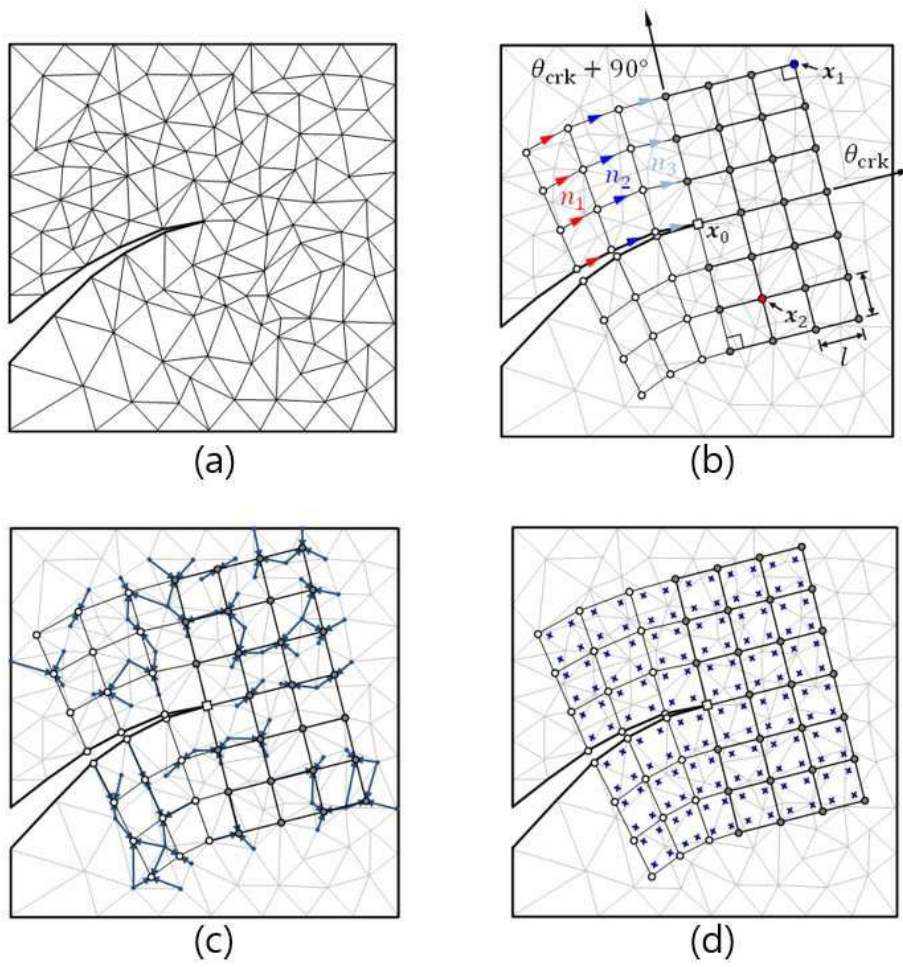 θcrk + 90°
x1
θcrk
n1 n2 n3
x0
x2
l
(a) (b)
(c) (d)